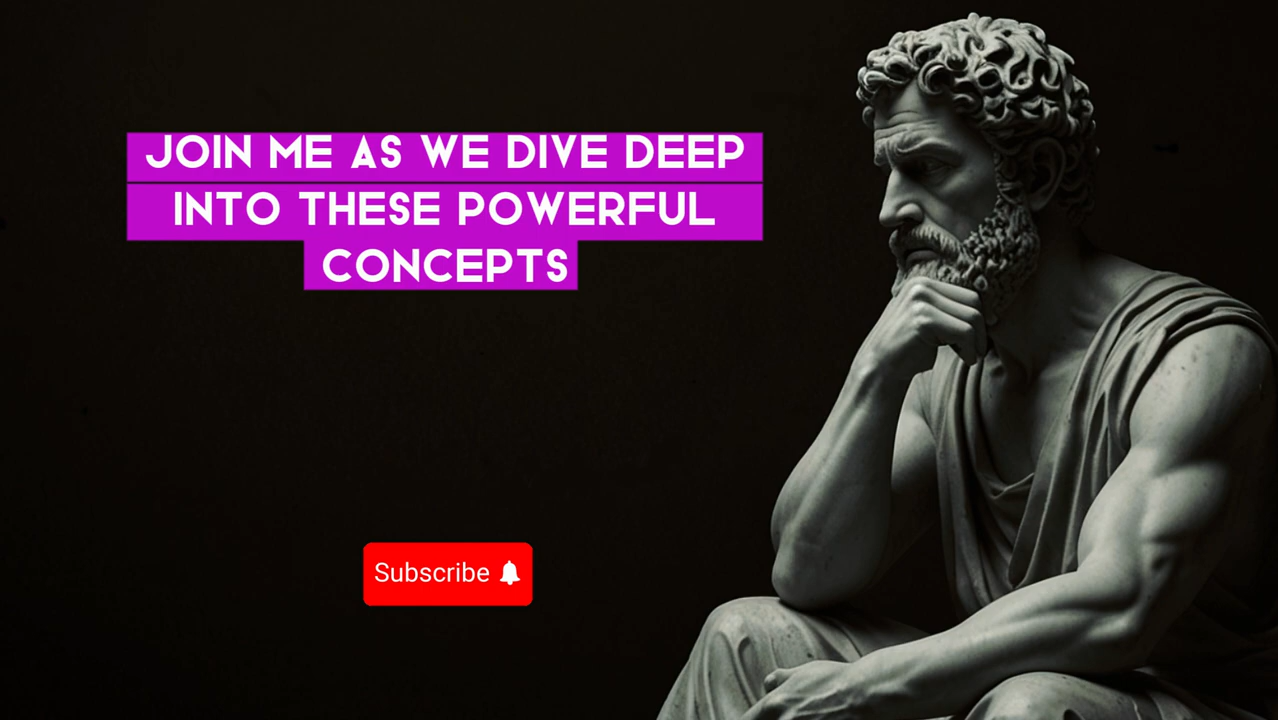 JOIN ME AS WE DIVE DEEP
INTO THESE POWERFUL
CONCEPTS
Subscribe